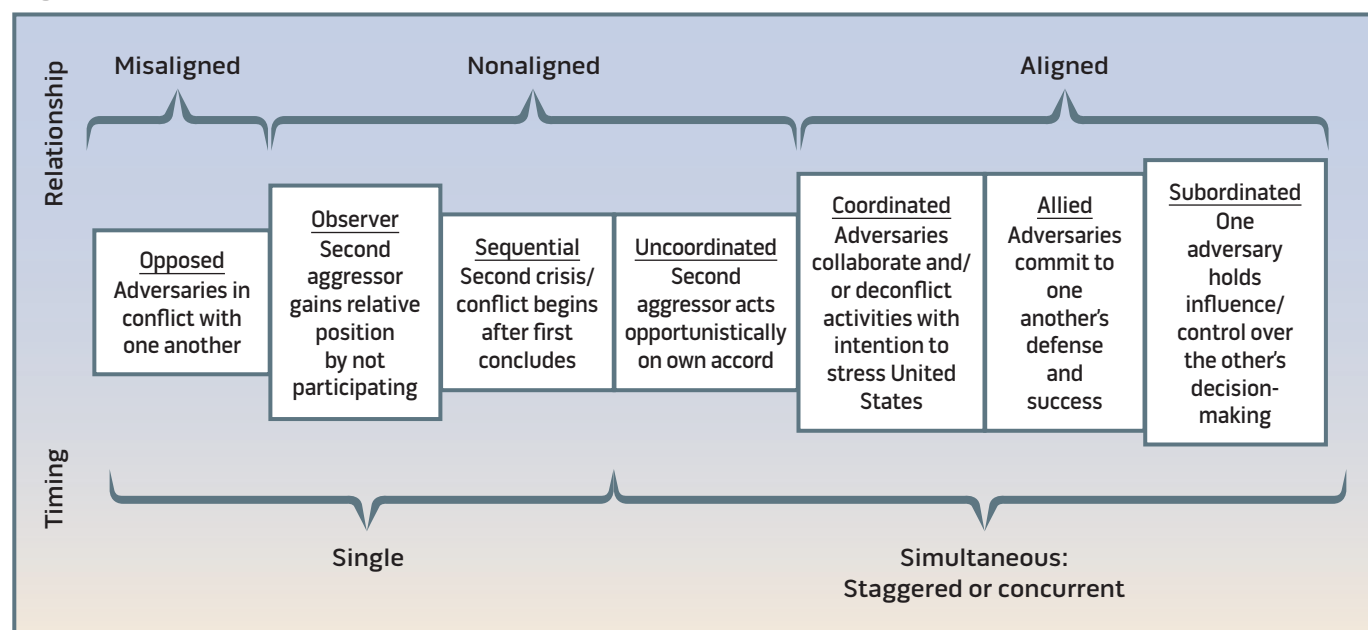 Relationship
Misaligned
Nonaligned
Aligned
Opposed
Adversaries in
conflict with
one another
Observer
Second
aggressor
gains relative
position
by not
participating
Sequential
Second crisis/
conflict begins
after first
concludes
Uncoordinated
Second
aggressor acts
opportunistically
on own accord
Coordinated
Adversaries
collaborate and/
or deconflict
activities with
intention to
stress United
States
Allied
Adversaries
commit to
one
another's
defense
and
success
Subordinated
One
adversary
holds
influence/
control over
the other's
decision-
making
Timing
Single
Simultaneous:
Staggered or concurrent